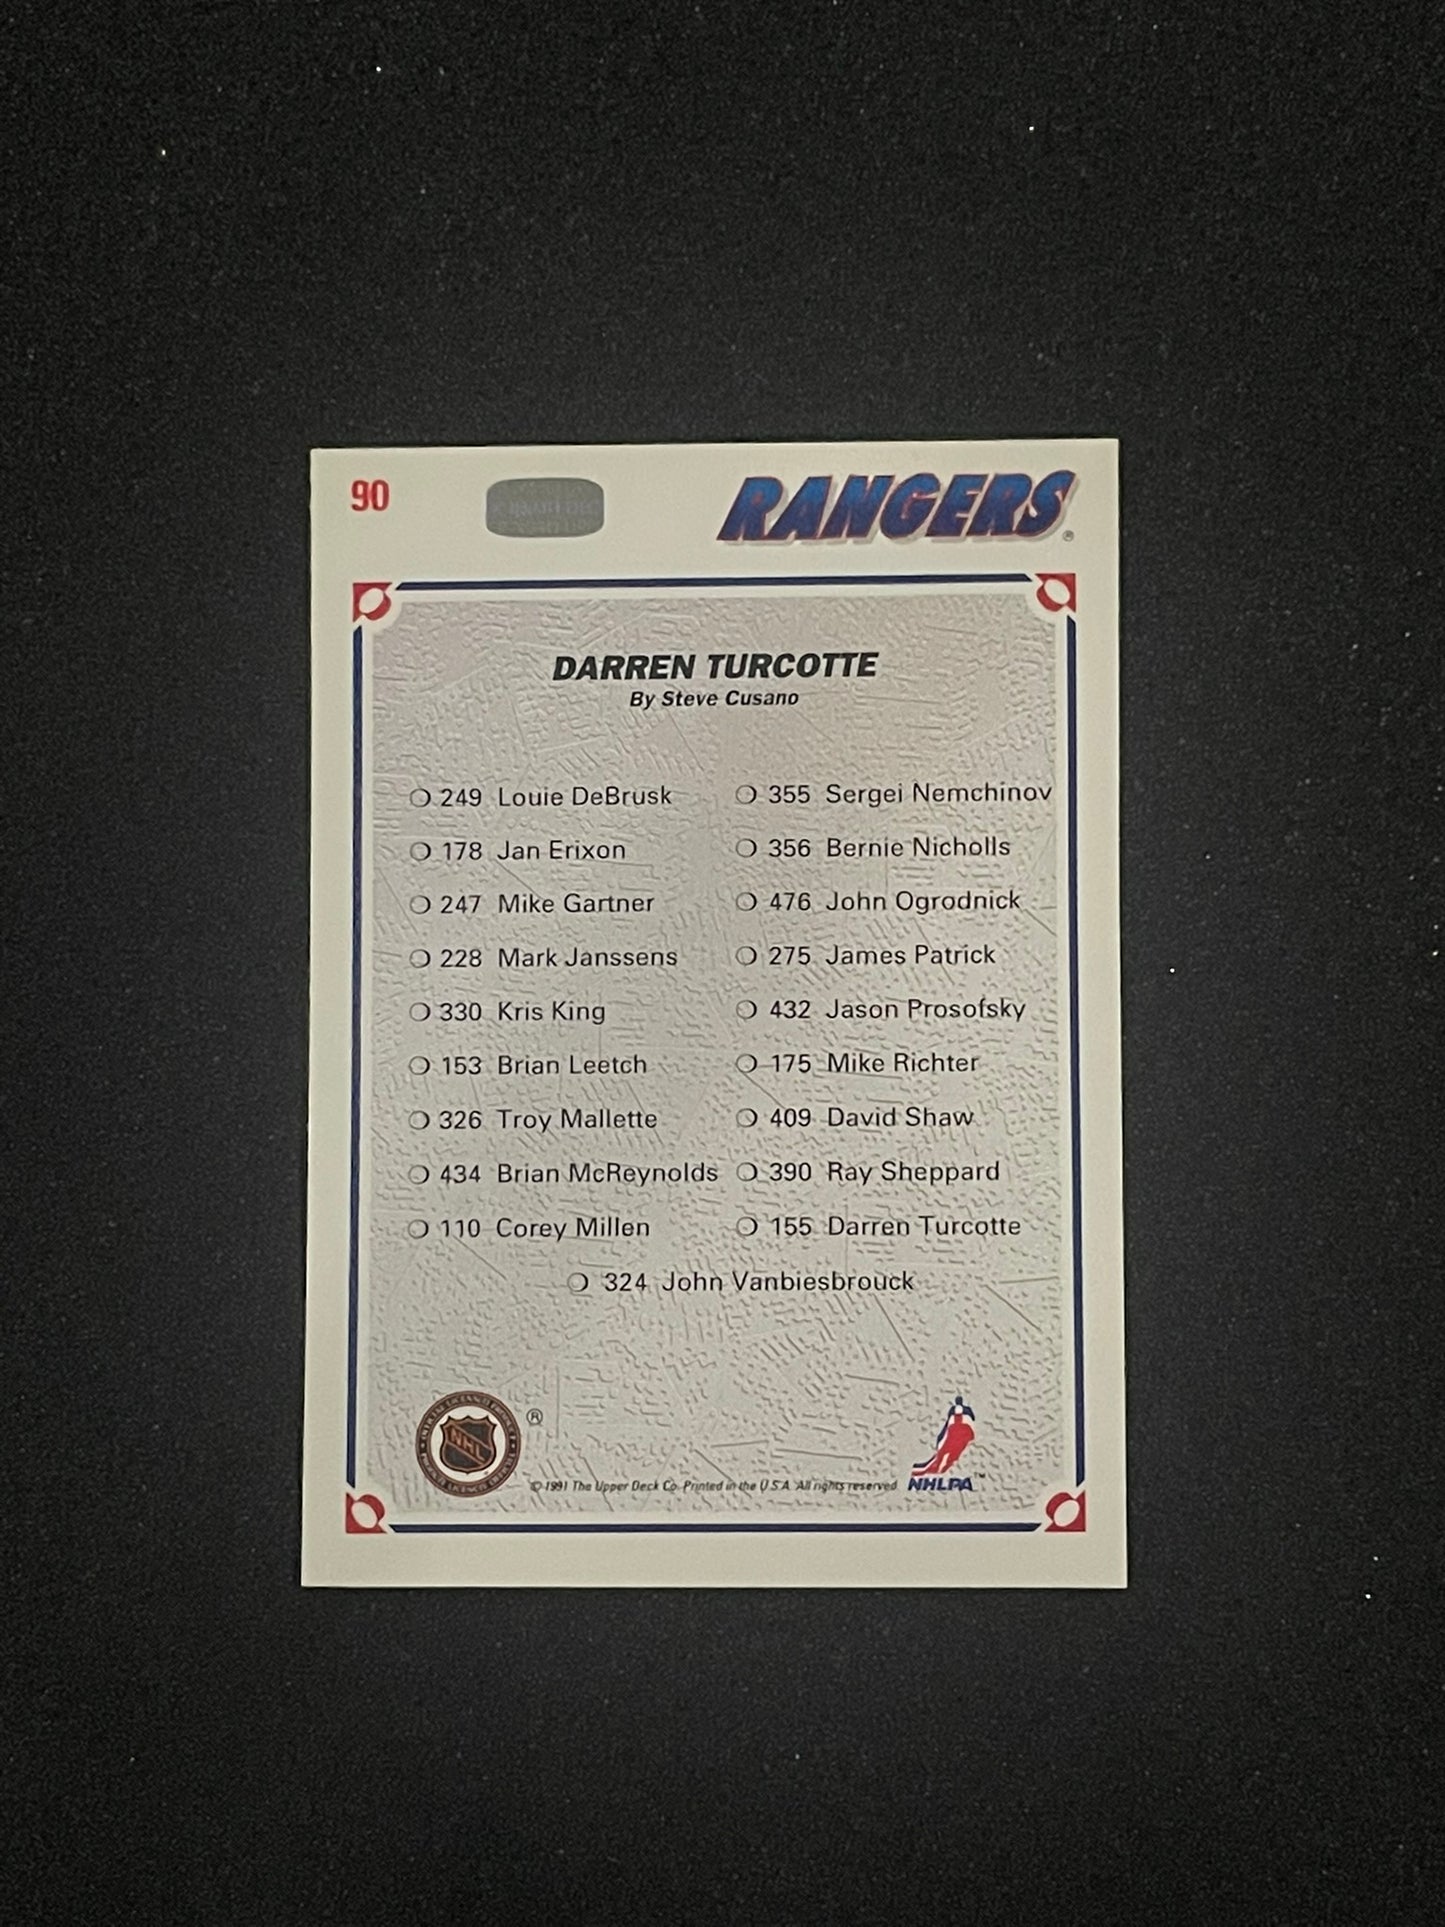 90
RANGERS®
DARREN TURCOTTE
By Steve Cusano
❍ 249 Louie DeBrusk
❍ 178 Jan Erixon
❍ 247 Mike Gartner
❍ 228 Mark Janssens
❍ 330 Kris King
❍ 153 Brian Leetch
❍ 326 Troy Mallette
❍ 434 Brian McReynolds
❍ 110 Corey Millen
❍ 355 Sergei Nemchinov
❍ 356 Bernie Nicholls
❍ 476 John Ogrodnick
❍ 275 James Patrick
❍ 432 Jason Prosofsky
❍ 175 Mike Richter
❍ 409 David Shaw
❍ 390 Ray Sheppard
❍ 155 Darren Turcotte
❍ 324 John Vanbiesbrouck
NHL
®
© 1991 The Upper Deck Co. Printed in the U.S.A. All rights reserved
NHLPA™